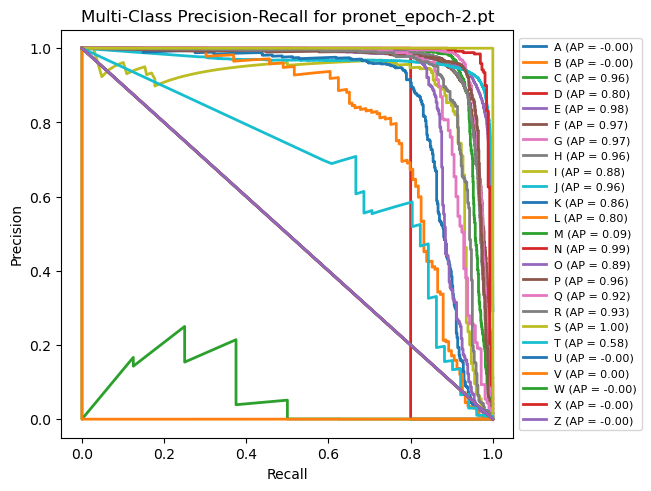 Multi-Class Precision-Recall for pronet_epoch-2.pt
Precision
1.0
0.8
0.6
0.4
0.2
0.0
0.0 0.2 0.4 0.6 0.8 1.0
Recall
A (AP = -0.00)
B (AP = -0.00)
C (AP = 0.96)
D (AP = 0.80)
E (AP = 0.98)
F (AP = 0.97)
G (AP = 0.97)
H (AP = 0.96)
I (AP = 0.88)
J (AP = 0.96)
K (AP = 0.86)
L (AP = 0.80)
M (AP = 0.09)
N (AP = 0.99)
O (AP = 0.89)
P (AP = 0.96)
Q (AP = 0.92)
R (AP = 0.93)
S (AP = 1.00)
T (AP = 0.58)
U (AP = -0.00)
V (AP = 0.00)
W (AP = -0.00)
X (AP = -0.00)
Z (AP = -0.00)